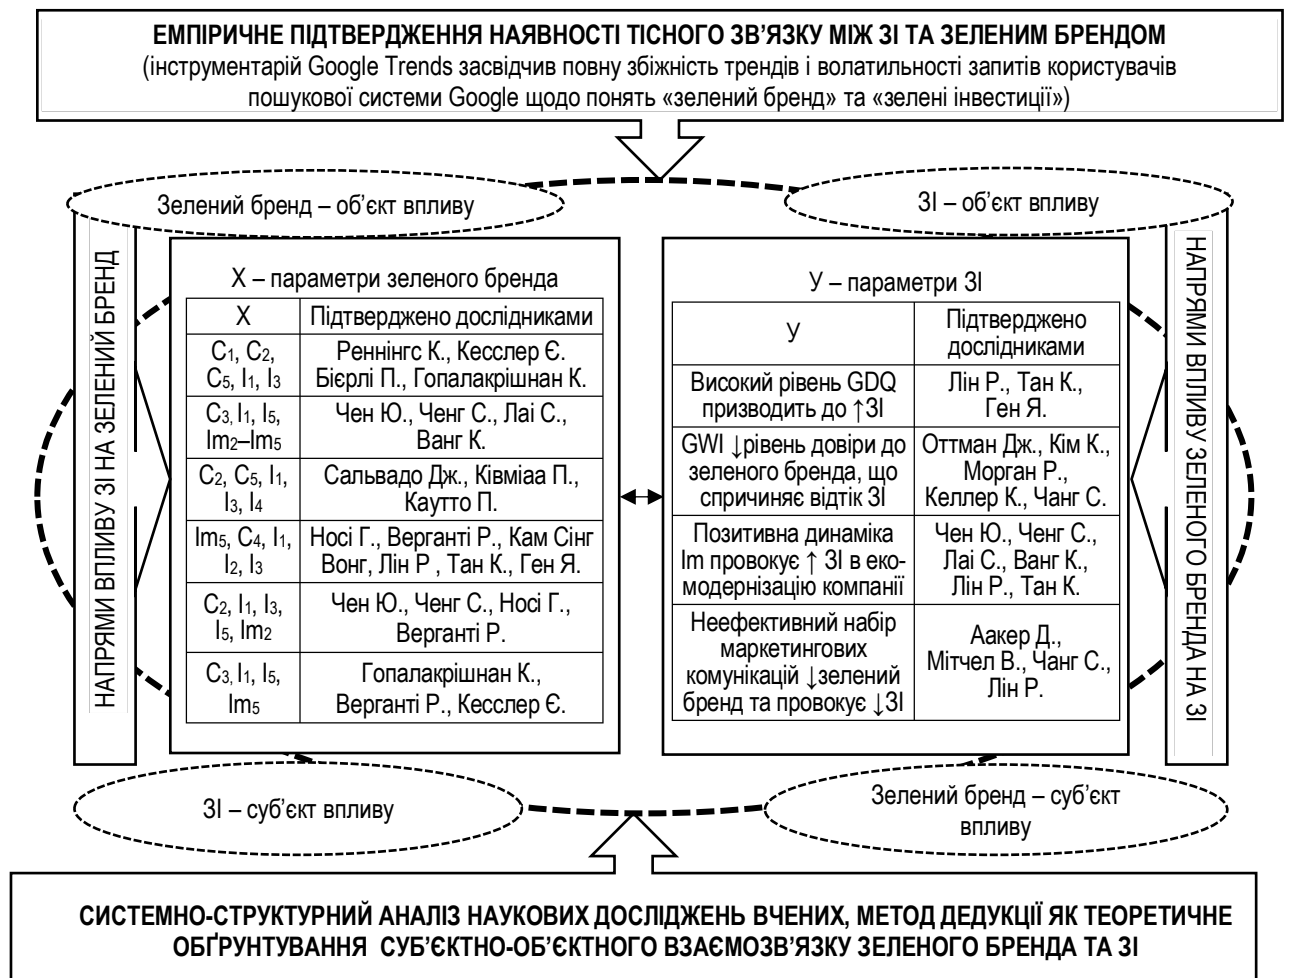 ЕМПІРИЧНЕ ПІДТВЕРДЖЕННЯ НАЯВНОСТІ ТІСНОГО ЗВ’ЯЗКУ МІЖ ЗІ ТА ЗЕЛЕНИМ БРЕНДОМ
(інструментарій Google Trends засвідчив повну збіжність трендів і волатильності запитів користувачів
пошукової системи Google щодо понять «зелений бренд» та «зелені інвестиції»)
Зелений бренд – об’єкт впливу
ЗІ – об’єкт впливу
НАПРЯМИ ВПЛИВУ ЗІ НА ЗЕЛЕНИЙ БРЕНД
Х – параметри зеленого бренда
Х
Підтверджено дослідниками
C1, C2,
C5, I1, I3
Реннінгс К., Кесслер Є.
Бієрлі П., Гопалакрішнан К.
C3, I1, I5,
Im2–Im5
Чен Ю., Ченг С., Лаі С.,
Ванг К.
C2, C5, I1,
I3, I4
Сальвадо Дж., Ківміаа П.,
Каутто П.
Im5, C4, I1,
I2, I3
Носі Г., Верганті Р., Кам Сінг
Вонг, Лін Р , Тан К., Ген Я.
C2, I1, I3,
I5, Im2
Чен Ю., Ченг С., Носі Г.,
Верганті Р.
C3, I1, I5,
Im5
Гопалакрішнан К.,
Верганті Р., Кесслер Є.
У – параметри ЗІ
У
Підтверджено
дослідниками
Високий рівень GDQ
призводить до ↑ЗІ
Лін Р., Тан К.,
Ген Я.
GWI ↓рівень довіри до
зеленого бренда, що
спричиняє відтік ЗІ
Оттман Дж., Кім К.,
Морган Р.,
Келлер К., Чанг С.
Позитивна динаміка
Im провокує ↑ ЗІ в еко-
модернізацію компанії
Чен Ю., Ченг С.,
Лаі С., Ванг К.,
Лін Р., Тан К.
Неефективний набір
маркетингових
комунікацій ↓зелений
бренд та провокує ↓ЗІ
Аакер Д.,
Мітчел В., Чанг С.,
Лін Р.
НАПРЯМИ ВПЛИВУ ЗЕЛЕНОГО БРЕНДА НА ЗІ
ЗІ – суб’єкт впливу
Зелений бренд – суб’єкт
впливу
СИСТЕМНО-СТРУКТУРНИЙ АНАЛІЗ НАУКОВИХ ДОСЛІДЖЕНЬ ВЧЕНИХ, МЕТОД ДЕДУКЦІЇ ЯК ТЕОРЕТИЧНЕ
ОБҐРУНТУВАННЯ СУБ’ЄКТНО-ОБ’ЄКТНОГО ВЗАЄМОЗВ’ЯЗКУ ЗЕЛЕНОГО БРЕНДА ТА ЗІ